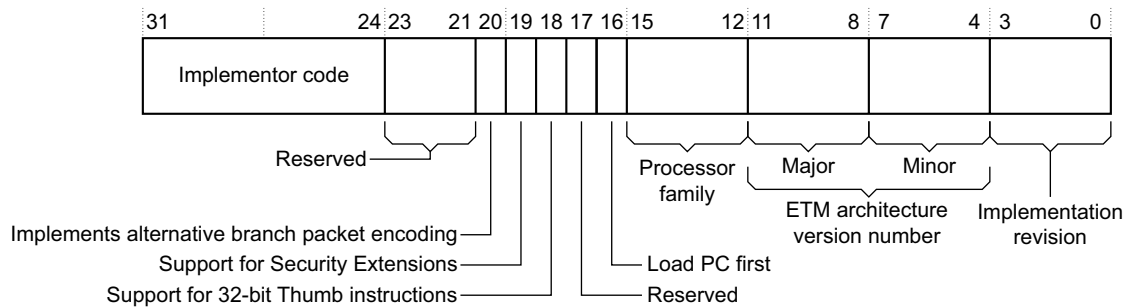 31 24 23 21 20 19 18 17 16 15 12 11 8 7 4 3 0
Implementor code
Reserved
Processor
family
Major
Minor
ETM architecture
version number
Implementation
revision
Implements alternative branch packet encoding
Load PC first
Support for Security Extensions
Reserved
Support for 32-bit Thumb instructions